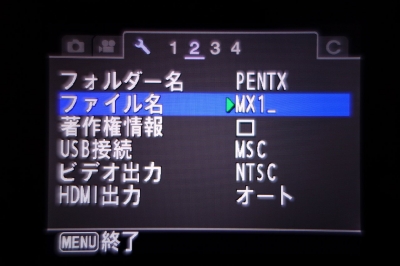 1 2 3 4 C
フォルダー名 PENTX
ファイル名 MX1_
著作権情報
USB接続 MSC
ビデオ出力 NTSC
HDMI出力 オート
MENU 終了